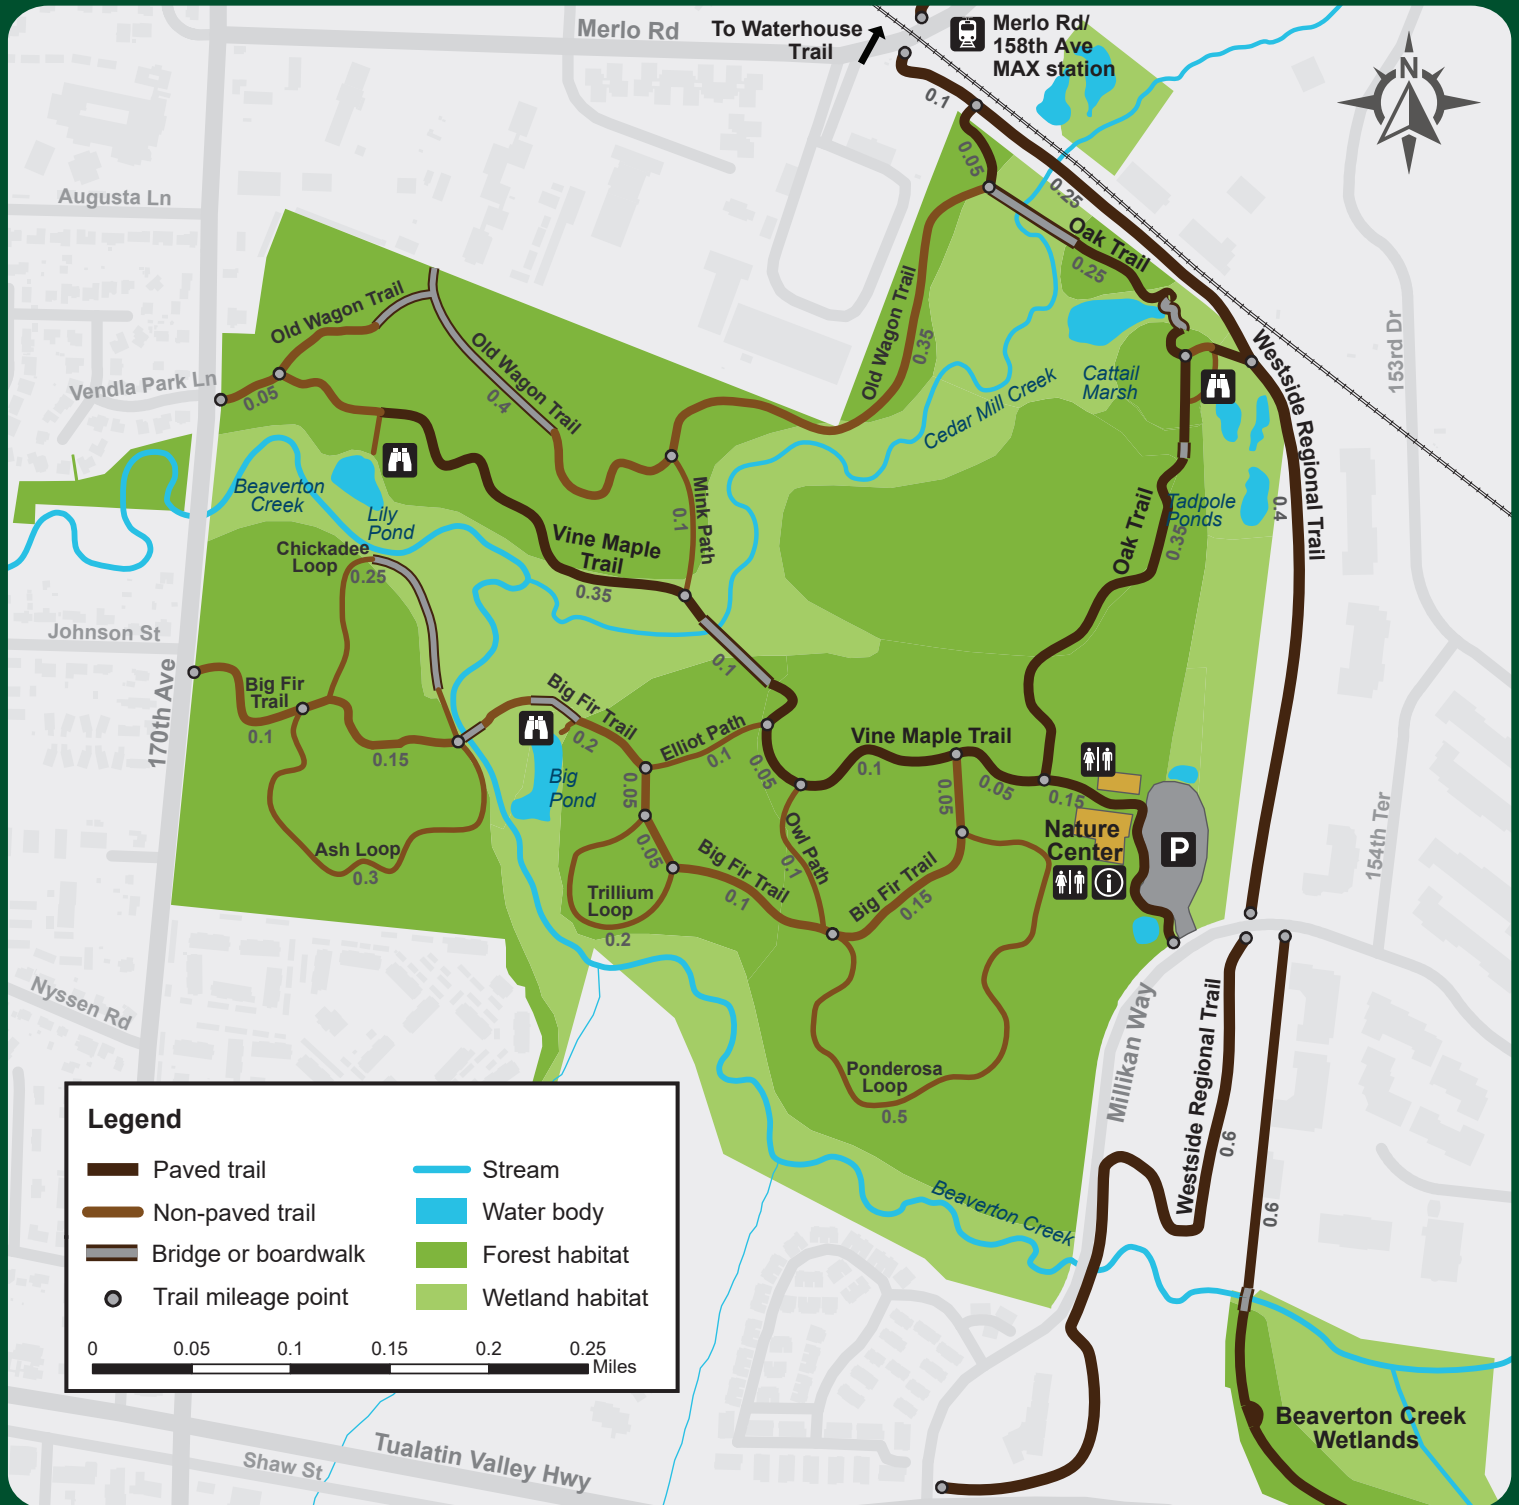 Merlo Rd
To Waterhouse
Trail
Merlo Rd/
158th Ave
MAX station
N
0.1
0.05
0.25
Augusta Ln
Oak Trail
0.25
Old Wagon Trail
Old Wagon Trail
0.35
Old Wagon Trail
0.4
Westside Regional Trail
153rd Dr
Vendla Park Ln
0.05
Cedar Mill Creek
Cattail
Marsh
Beaverton
Creek
Lily
Pond
Mink Path
0.1
Oak Trail
0.35
Tadpole
Ponds
0.4
Chickadee
Loop
0.25
Vine Maple
Trail
0.35
Johnson St
170th Ave
0.1
Big Fir
Trail
0.1
0.15
Big Fir Trail
0.2
Elliot Path
0.1
Vine Maple Trail
0.1
0.05
0.05
0.15
0.05
Big
Pond
0.05
0.05
Owl Path
0.1
Nature
Center
P
i
Ash Loop
0.3
Trillium
Loop
0.2
Big Fir Trail
0.1
Big Fir Trail
0.15
154th Ter
Nyssen Rd
Millikan Way
Westside Regional Trail
0.6
0.6
Ponderosa
Loop
0.5
Beaverton Creek
Legend
Paved trail
Non-paved trail
Bridge or boardwalk
Trail mileage point
Stream
Water body
Forest habitat
Wetland habitat
0 0.05 0.1 0.15 0.2 0.25
Miles
Beaverton Creek
Wetlands
Tualatin Valley Hwy
Shaw St